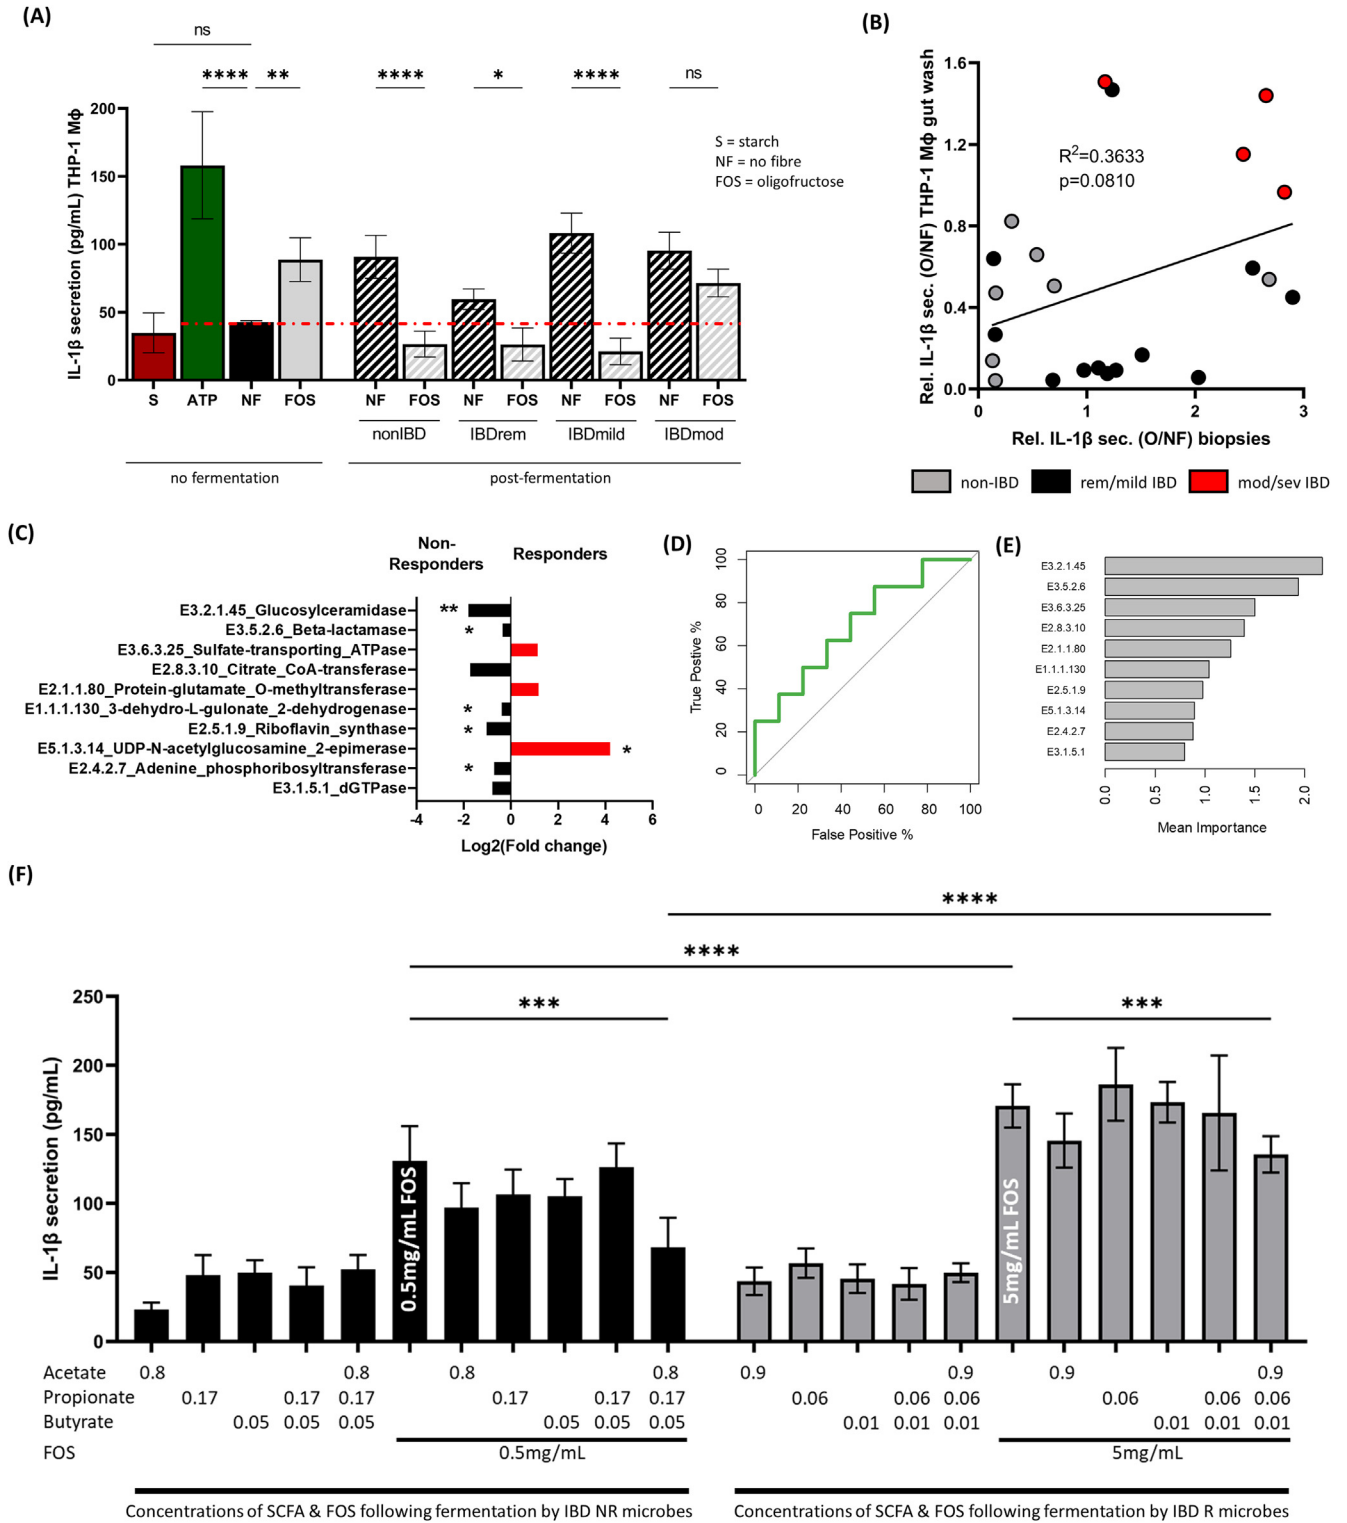 (A)
ns
**** ** **** * **** ns
IL-1β secretion (pg/mL) THP-1 Mϕ
200
150
100
50
0
S = starch
NF = no fibre
FOS = oligofructose
S ATP NF FOS NF FOS NF FOS NF FOS NF FOS
nonIBD IBDrem IBDmild IBDmod
no fermentation post-fermentation
(B)
Rel. IL-1β sec. (O/NF) THP-1 Mϕ gut wash
1.6
1.2
0.8
0.4
0.0
R2=0.3633
p=0.0810
0 1 2 3
Rel. IL-1β sec. (O/NF) biopsies
non-IBD rem/mild IBD mod/sev IBD
(C)
Non-
Responders
Responders
E3.2.1.45_Glucosylceramidase **
E3.5.2.6_Beta-lactamase *
E3.6.3.25_Sulfate-transporting_ATPase
E2.8.3.10_Citrate_CoA-transferase
E2.1.1.80_Protein-glutamate_O-methyltransferase
E1.1.1.130_3-dehydro-L-gulonate_2-dehydrogenase *
E2.5.1.9_Riboflavin_synthase *
E5.1.3.14_UDP-N-acetylglucosamine_2-epimerase *
E2.4.2.7_Adenine_phosphoribosyltransferase *
E3.1.5.1_dGTPase
-4 -2 0 2 4 6
Log2(Fold change)
(D)
True Postive %
100
80
60
40
20
0
0 20 40 60 80 100
False Positive %
(E)
E3.2.1.45
E3.5.2.6
E3.6.3.25
E2.8.3.10
E2.1.1.80
E1.1.1.130
E2.5.1.9
E5.1.3.14
E2.4.2.7
E3.1.5.1
0.0 0.5 1.0 1.5 2.0
Mean Importance
(F)
****
****
*** ***
IL-1β secretion (pg/mL)
250
200
150
100
50
0
0.5mg/mL FOS
5mg/mL FOS
Acetate 0.8 0.8 0.8 0.8 0.9 0.9 0.9 0.9
Propionate 0.17 0.17 0.17 0.17 0.17 0.17 0.06 0.06 0.06 0.06 0.06 0.06
Butyrate 0.05 0.05 0.05 0.05 0.05 0.05 0.01 0.01 0.01 0.01 0.01 0.01
FOS 0.5mg/mL 5mg/mL
Concentrations of SCFA & FOS following fermentation by IBD NR microbes
Concentrations of SCFA & FOS following fermentation by IBD R microbes